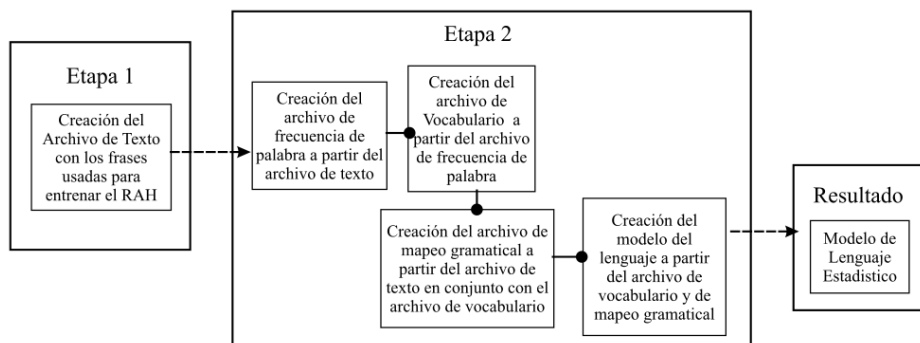 Etapa 1
Creación del
Archivo de Texto
con los frases
usadas para
entrenar el RAH
Etapa 2
Creación del
archivo de
frecuencia de
palabra a partir del
archivo de texto
Creación del
archivo de
Vocabulario a
partir del archivo
de frecuencia de
palabra
Creación del archivo de
mapeo gramatical a
partir del archivo de
texto en conjunto con el
archivo de vocabulario
Creación del
modelo del
lenguaje a partir
del archivo de
vocabulario y de
mapeo gramatical
Resultado
Modelo de
Lenguaje
Estadistico